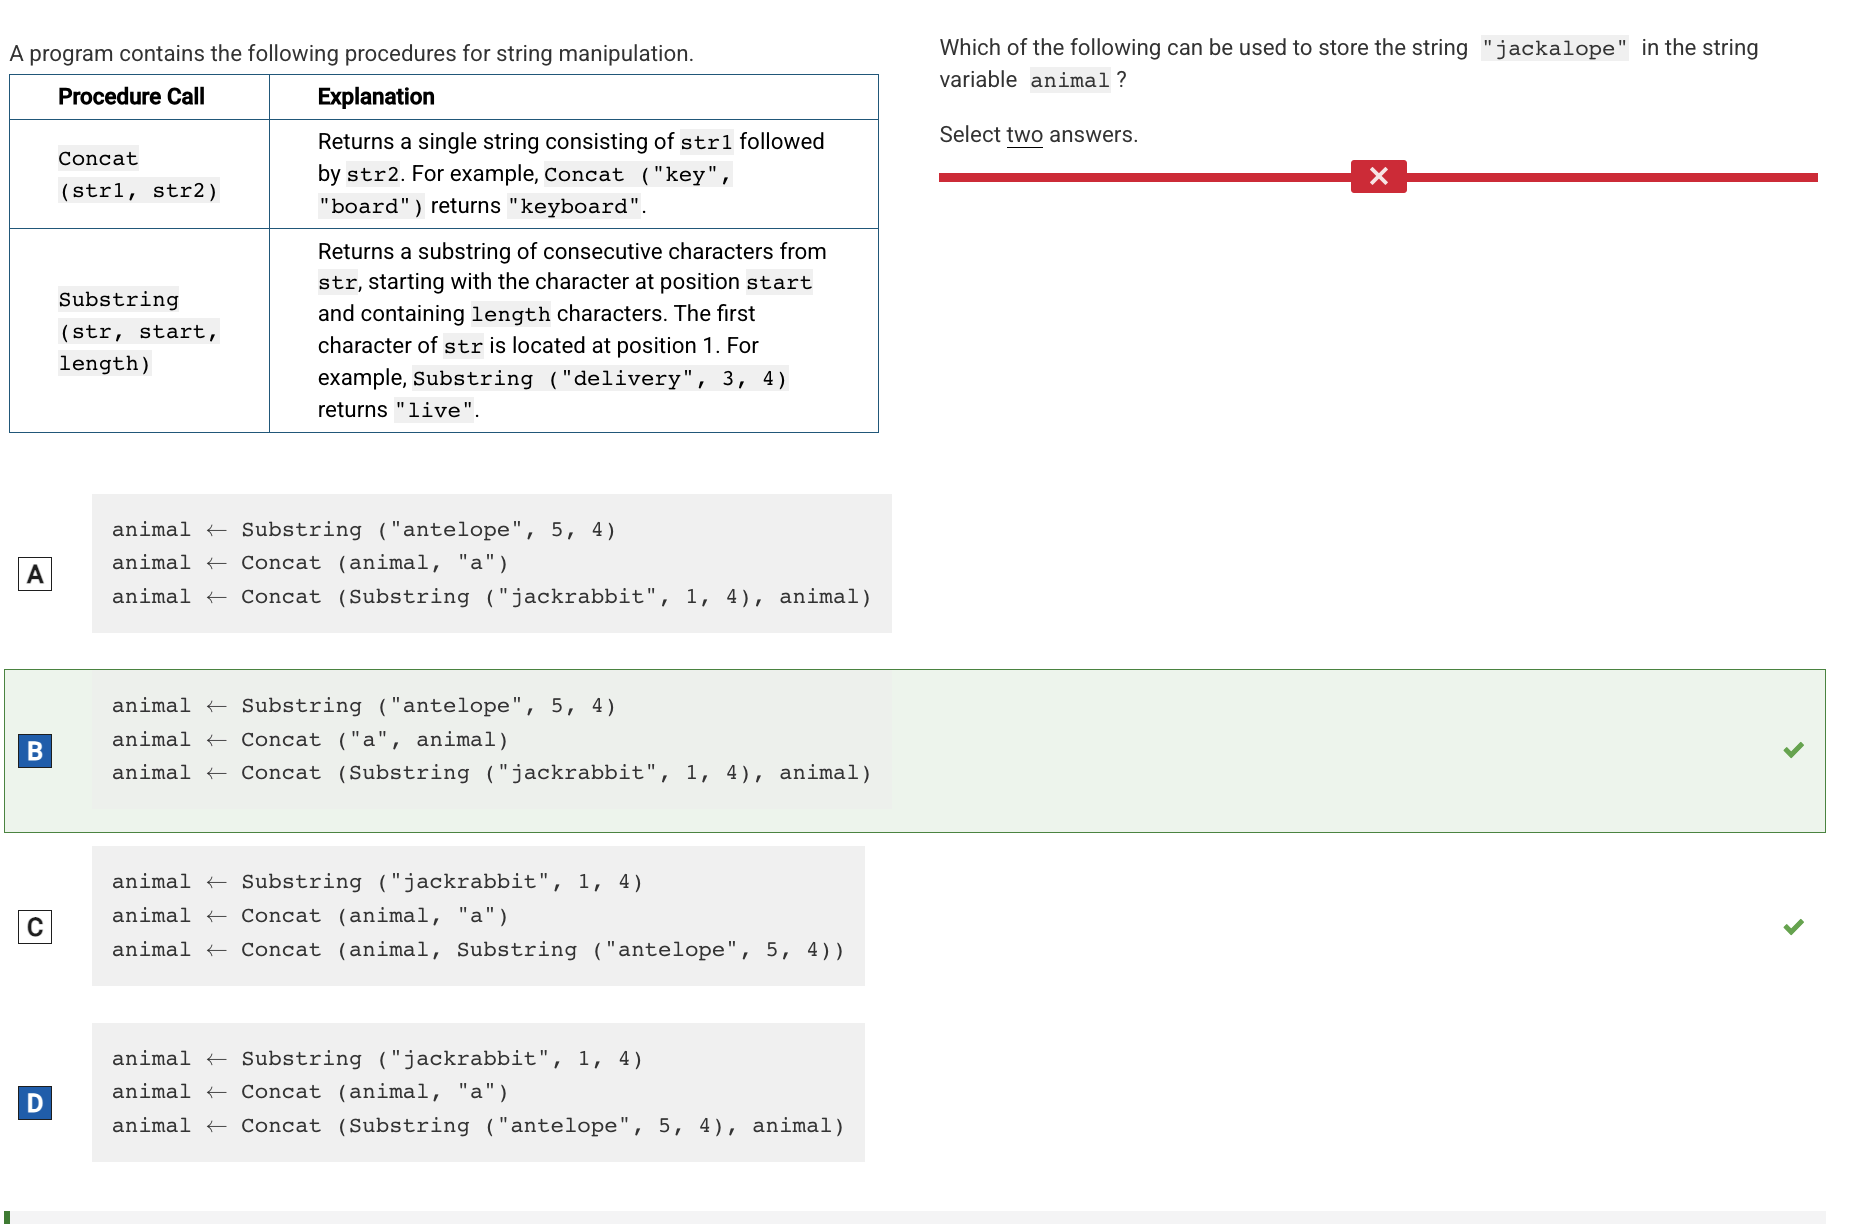 A program contains the following procedures for string manipulation.
Procedure Call
Explanation
Concat
(str1, str2)
Returns a single string consisting of str1 followed
by str2. For example, Concat ("key",
"board") returns "keyboard".
Substring
(str, start,
length)
Returns a substring of consecutive characters from
str, starting with the character at position start
and containing length characters. The first
character of str is located at position 1. For
example, Substring ("delivery", 3, 4)
returns "live".
Which of the following can be used to store the string "jackalope" in the string
variable animal ?
Select two answers.
A
animal ← Substring ("antelope", 5, 4)
animal ← Concat (animal, "a")
animal ← Concat (Substring ("jackrabbit", 1, 4), animal)
B
animal ← Substring ("antelope", 5, 4)
animal ← Concat ("a", animal)
animal ← Concat (Substring ("jackrabbit", 1, 4), animal)
C
animal ← Substring ("jackrabbit", 1, 4)
animal ← Concat (animal, "a")
animal ← Concat (animal, Substring ("antelope", 5, 4))
D
animal ← Substring ("jackrabbit", 1, 4)
animal ← Concat (animal, "a")
animal ← Concat (Substring ("antelope", 5, 4), animal)